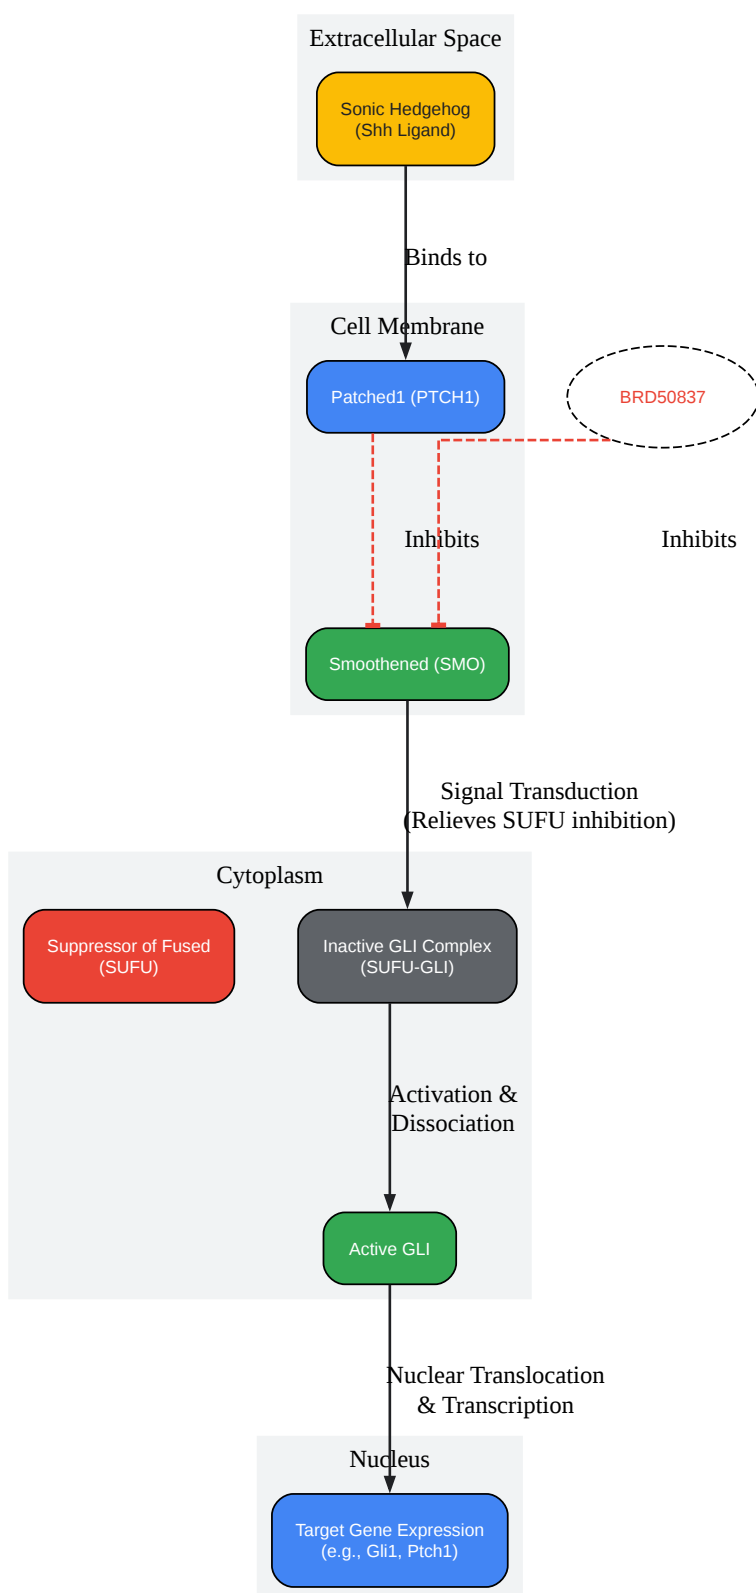 Extracellular Space
Sonic Hedgehog
(Shh Ligand)
Binds to
Cell Membrane
Patched1 (PTCH1)
BRD50837
Inhibits
Inhibits
Smoothened (SMO)
Signal Transduction
(Relieves SUFU inhibition)
Cytoplasm
Suppressor of Fused
(SUFU)
Inactive GLI Complex
(SUFU-GLI)
Activation &
Dissociation
Active GLI
Nuclear Translocation
& Transcription
Nucleus
Target Gene Expression
(e.g., Gli1, Ptch1)